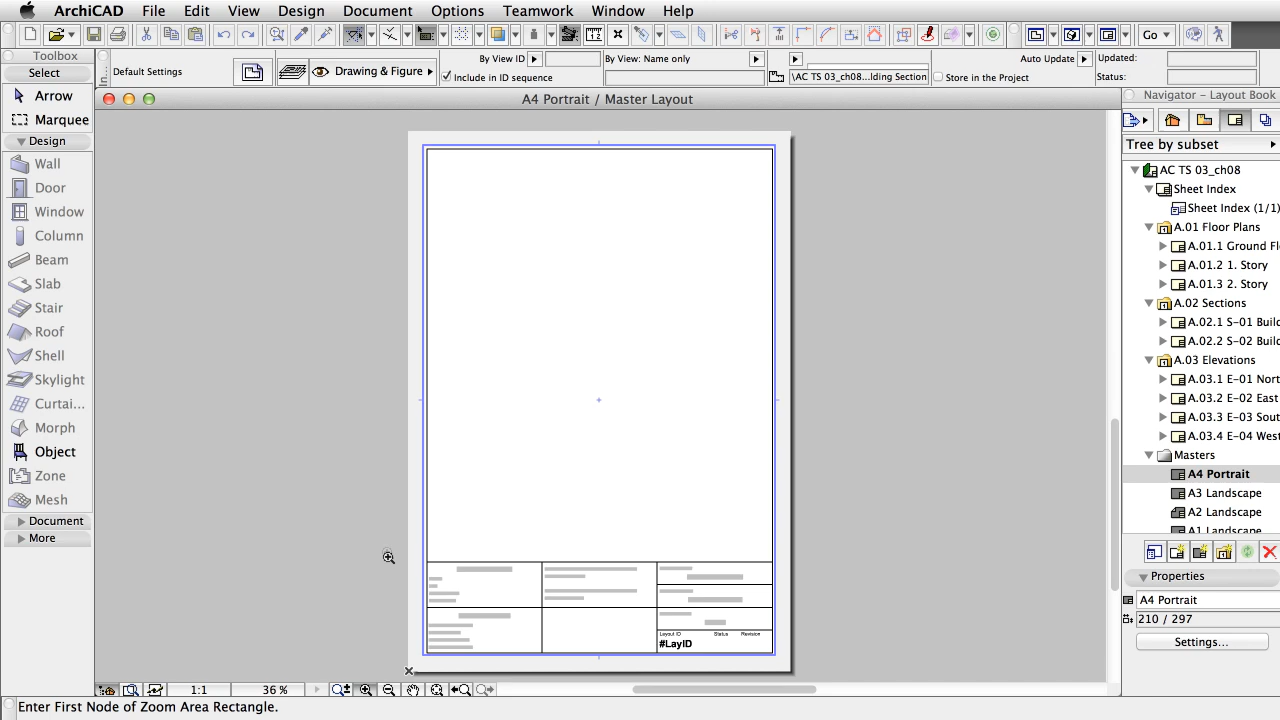 ArchiCAD File Edit View Design Document Options Teamwork Window Help
Go
Toolbox
Select
Arrow
Marquee
Design
Wall
Door
Window
Column
Beam
Slab
Stair
Roof
Shell
Skylight
Curtai...
Morph
Object
Zone
Mesh
Document
More
Default Settings
Drawing & Figure
By View ID
Include in ID sequence
By View: Name only
\AC TS 03_ch08...lding Section
Auto Update
Store in the Project
Updated:
Status:
A4 Portrait / Master Layout
Layout ID Status Revision
#LayID
Navigator - Layout Book
Tree by subset
AC TS 03_ch08
Sheet Index
Sheet Index (1/1)
A.01 Floor Plans
A.01.1 Ground Fl
A.01.2 1. Story
A.01.3 2. Story
A.02 Sections
A.02.1 S-01 Build
A.02.2 S-02 Build
A.03 Elevations
A.03.1 E-01 Nort
A.03.2 E-02 East
A.03.3 E-03 Sout
A.03.4 E-04 West
Masters
A4 Portrait
A3 Landscape
A2 Landscape
A1 Landscape
Properties
A4 Portrait
210 / 297
Settings...
1:1
36 %
Enter First Node of Zoom Area Rectangle.